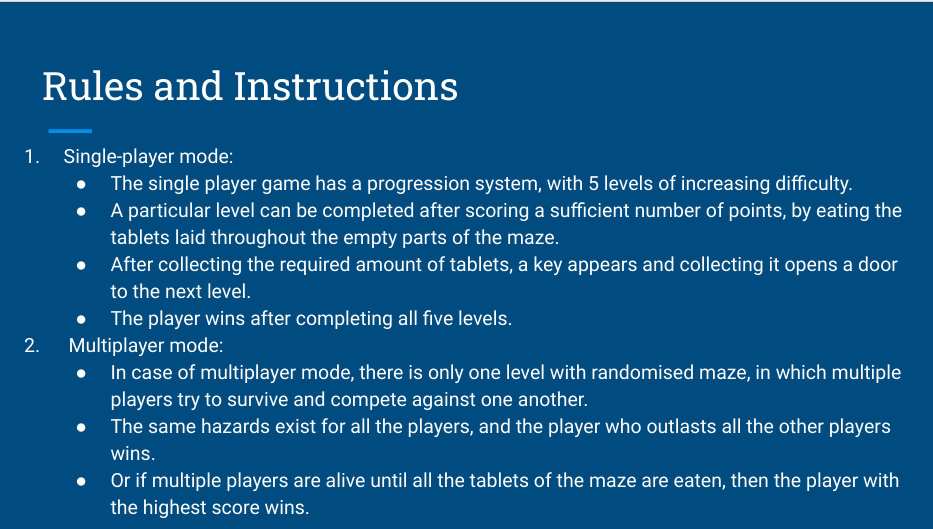 Rules and Instructions
1. Single-player mode:
● The single player game has a progression system, with 5 levels of increasing difficulty.
● A particular level can be completed after scoring a sufficient number of points, by eating the
tablets laid throughout the empty parts of the maze.
● After collecting the required amount of tablets, a key appears and collecting it opens a door
to the next level.
● The player wins after completing all five levels.
2. Multiplayer mode:
● In case of multiplayer mode, there is only one level with randomised maze, in which multiple
players try to survive and compete against one another.
● The same hazards exist for all the players, and the player who outlasts all the other players
wins.
● Or if multiple players are alive until all the tablets of the maze are eaten, then the player with
the highest score wins.